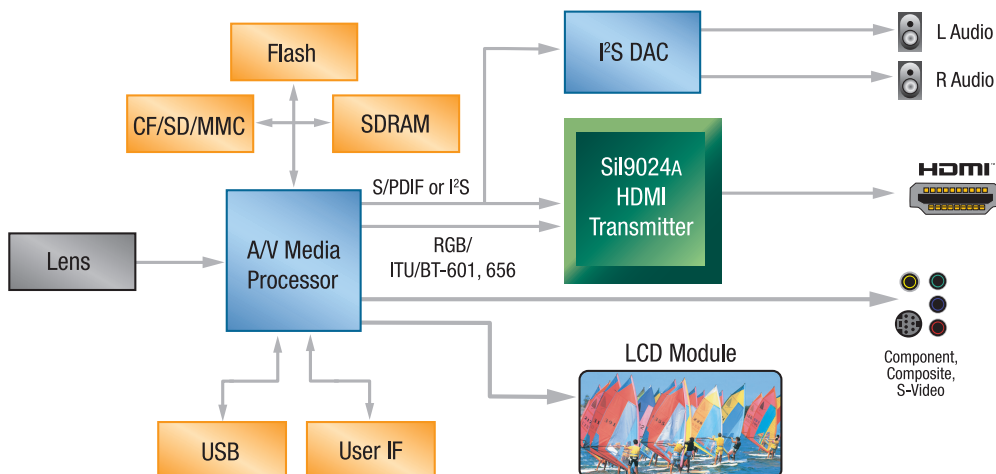 Flash
CF/SD/MMC
SDRAM
I²S DAC
L Audio
R Audio
S/PDIF or I²S
SiI9024A
HDMI
Transmitter
HDMI™
Lens
A/V Media
Processor
RGB/
ITU/BT-601, 656
Component,
Composite,
S-Video
LCD Module
USB
User IF